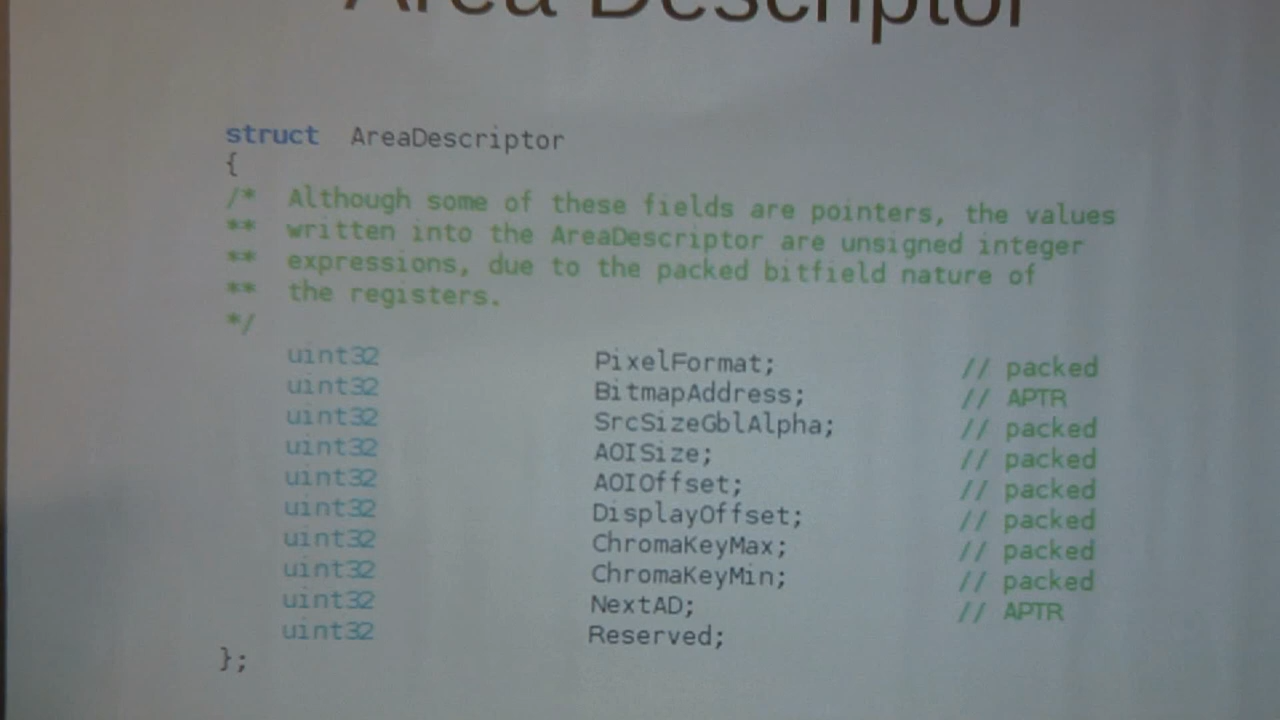 Area Descriptor
struct AreaDescriptor
{
/* Although some of these fields are pointers, the values
** written into the AreaDescriptor are unsigned integer
** expressions, due to the packed bitfield nature of
** the registers.
*/
uint32 PixelFormat; // packed
uint32 BitmapAddress; // APTR
uint32 SrcSizeGblAlpha; // packed
uint32 AOISize; // packed
uint32 AOIOffset; // packed
uint32 DisplayOffset; // packed
uint32 ChromaKeyMax; // packed
uint32 ChromaKeyMin; // packed
uint32 NextAD; // APTR
uint32 Reserved;
};